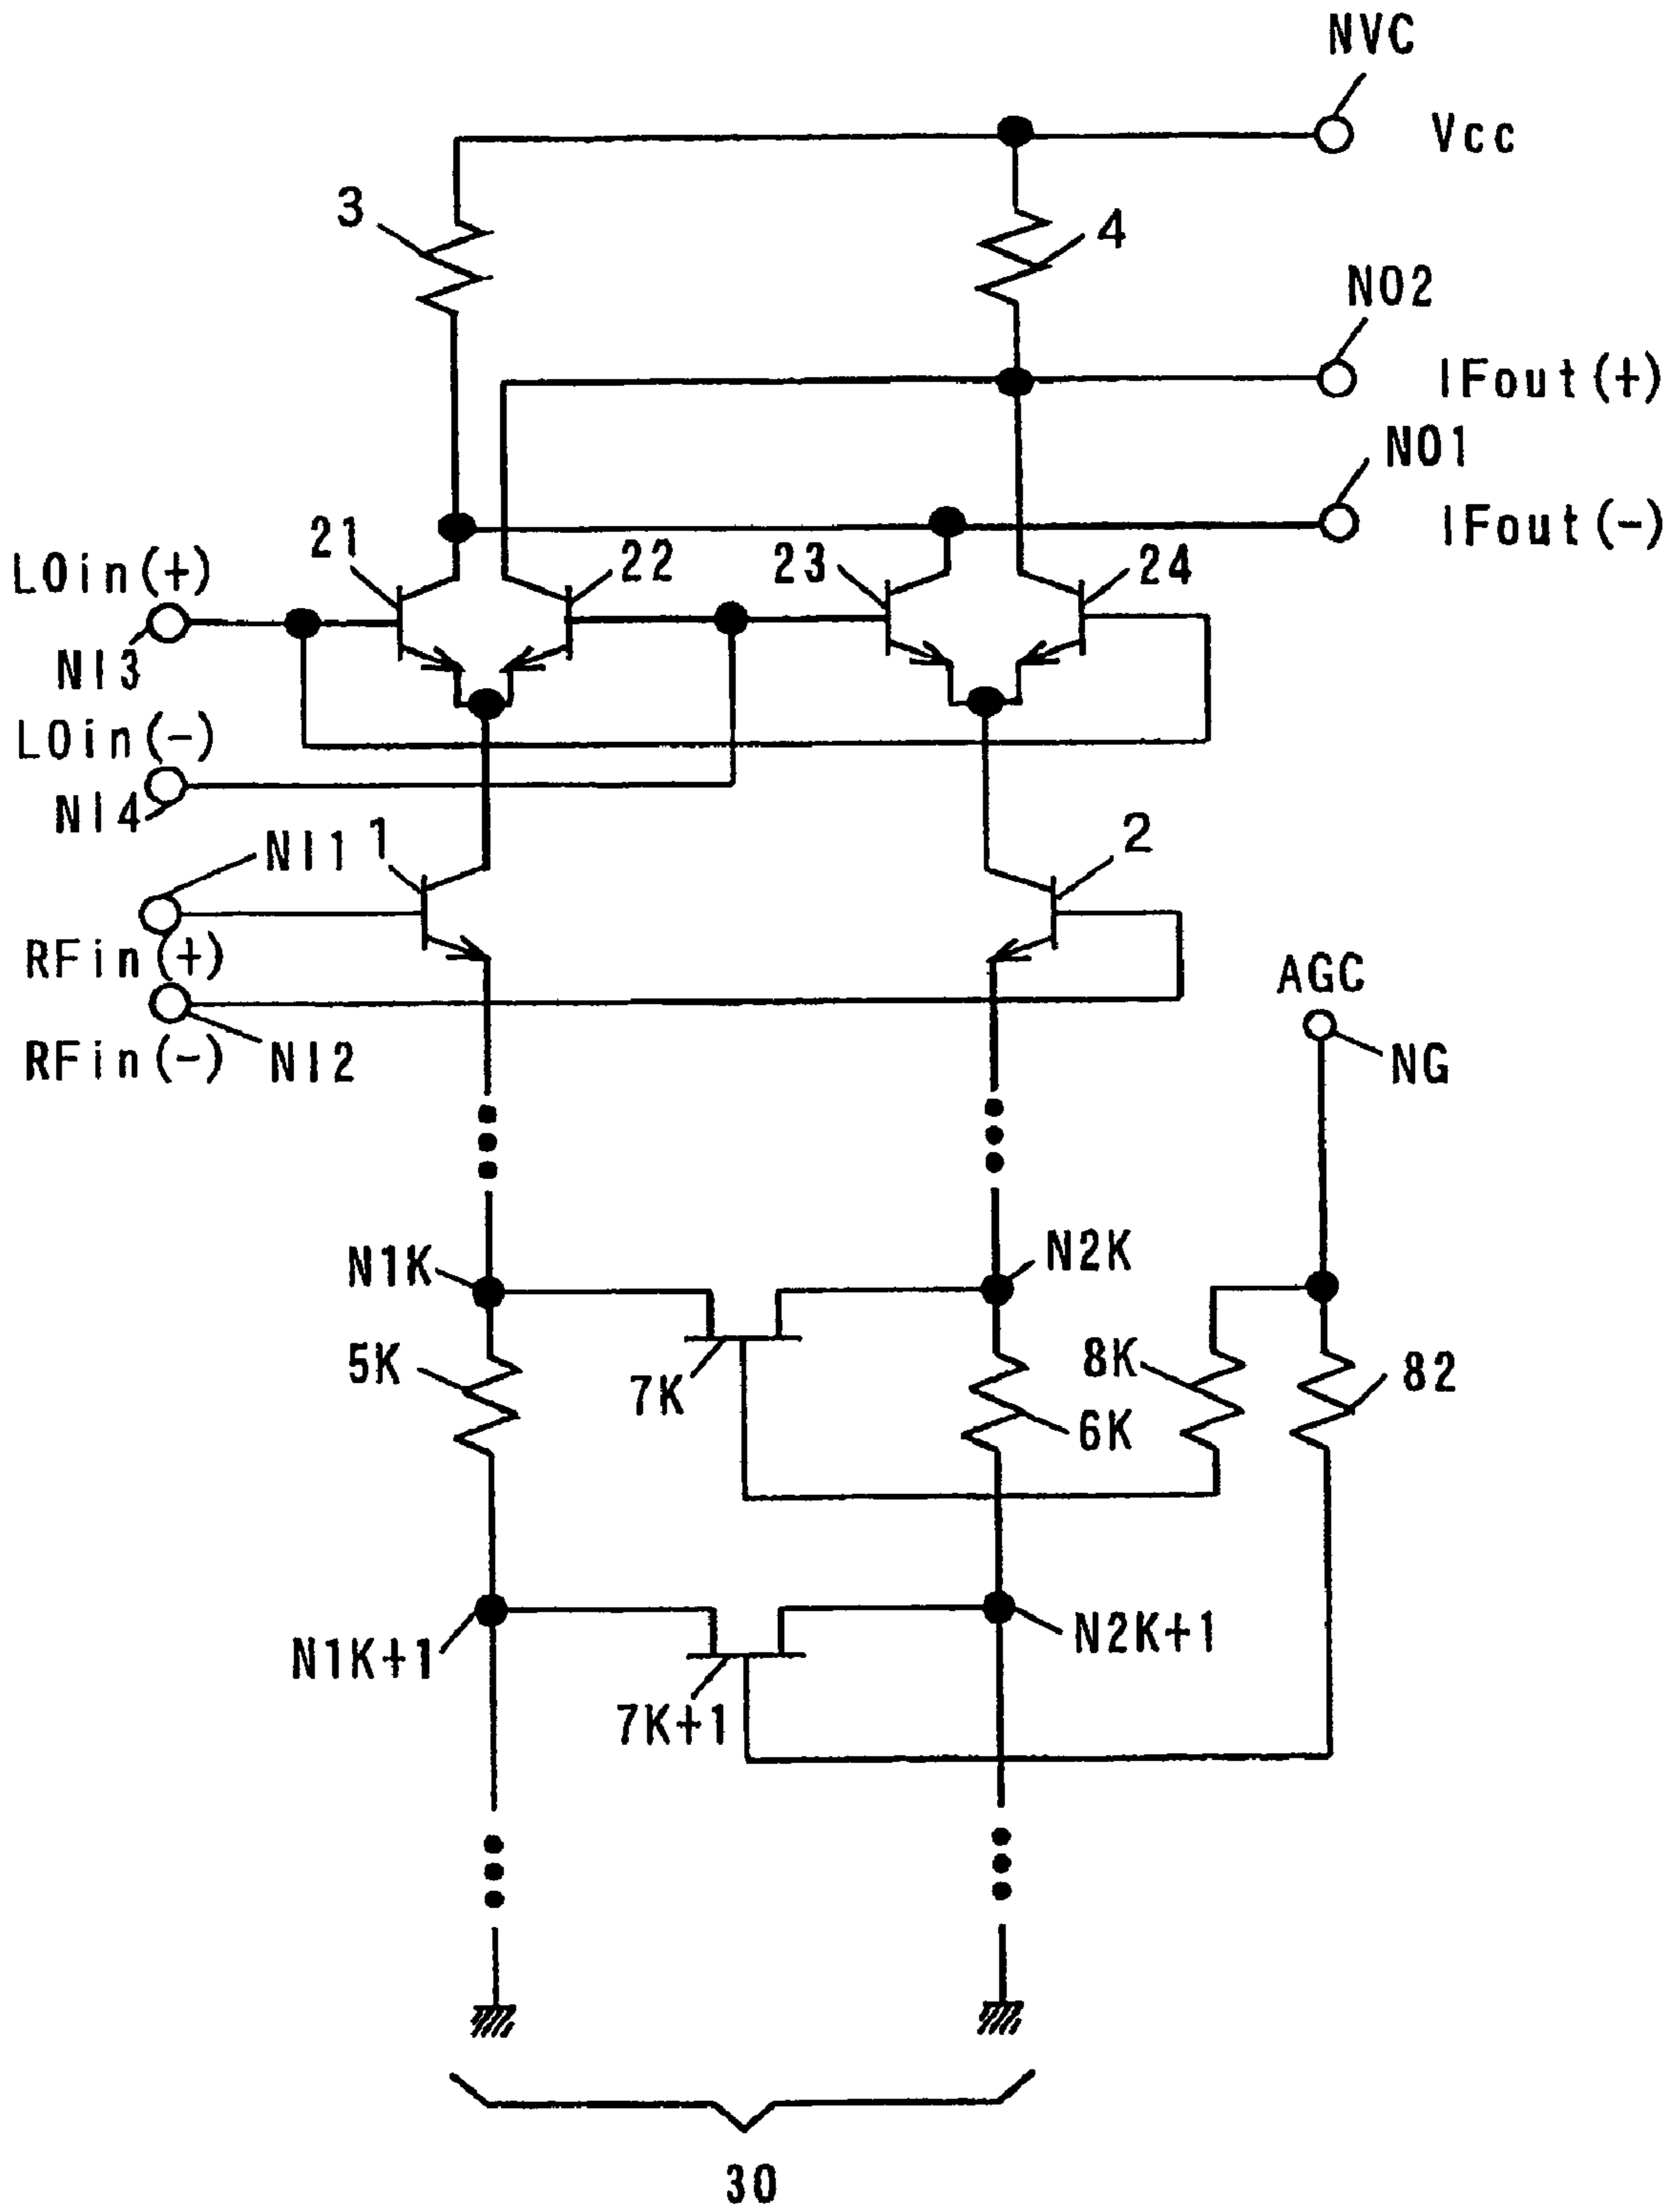 NVC
Vcc
3
4
NO2
IFout(+)
NO1
IFout(-)
21
22
23
24
LOin(+)
NI3
LOin(-)
NI4
NI1
1
2
RFin(+)
RFin(-)
NI2
AGC
NG
N1K
N2K
5K
7K
8K
82
6K
N1K+1
N2K+1
7K+1
30